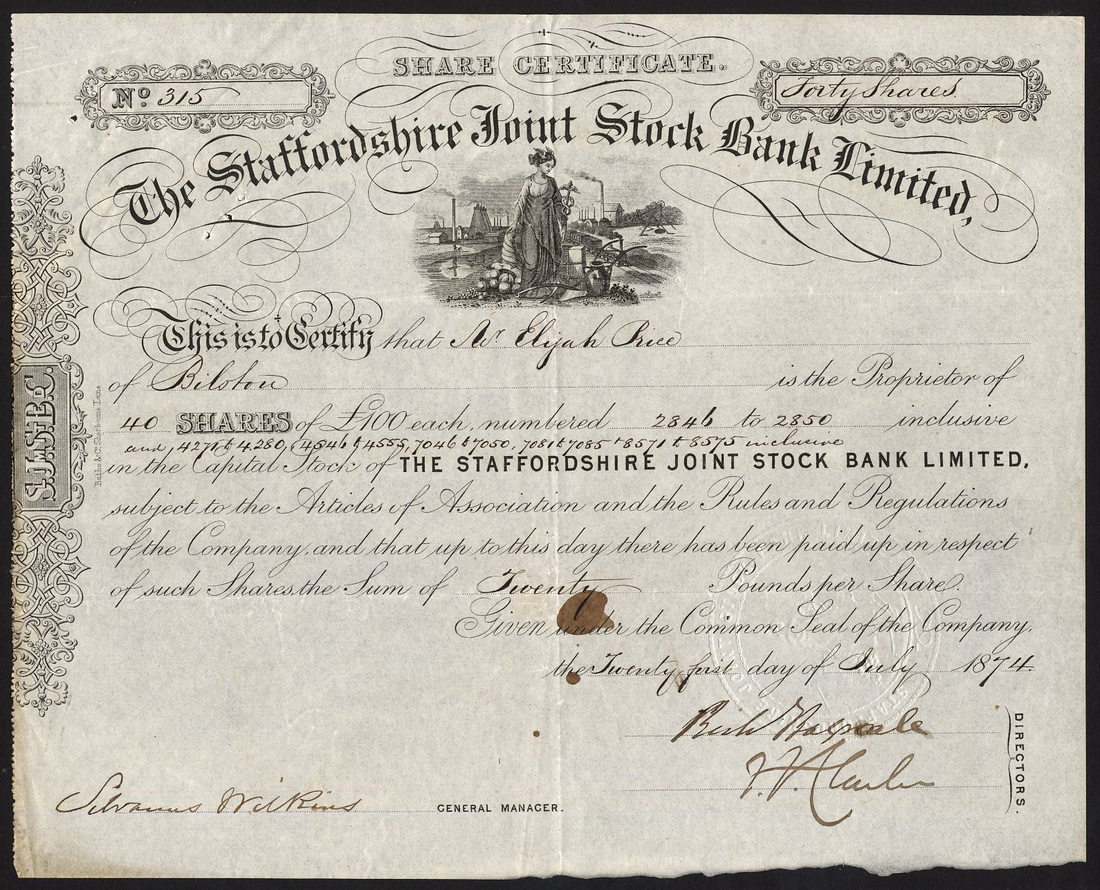 SHARE CERTIFICATE.
No. 315
Forty Shares
The Staffordshire Joint Stock Bank Limited,
This is to Certify that Mr Elijah Price
of Bilston is the Proprietor of
40 SHARES of £100 each, numbered 2846 to 2850 inclusive
and, 4271 to 4280, 4546 to 4555, 7046 to 7050, 7081 to 7085 + 8571 to 8575 inclusive
in the Capital Stock of THE STAFFORDSHIRE JOINT STOCK BANK LIMITED,
subject to the Articles of Association and the Rules and Regulations
of the Company, and that up to this day there has been paid up in respect
of such Shares, the Sum of Twenty Pounds per Share.
Given under the Common Seal of the Company,
the Twenty first day of July 1874.
DIRECTORS.
Silvanus Wilkins GENERAL MANAGER.
S.J.S.B.